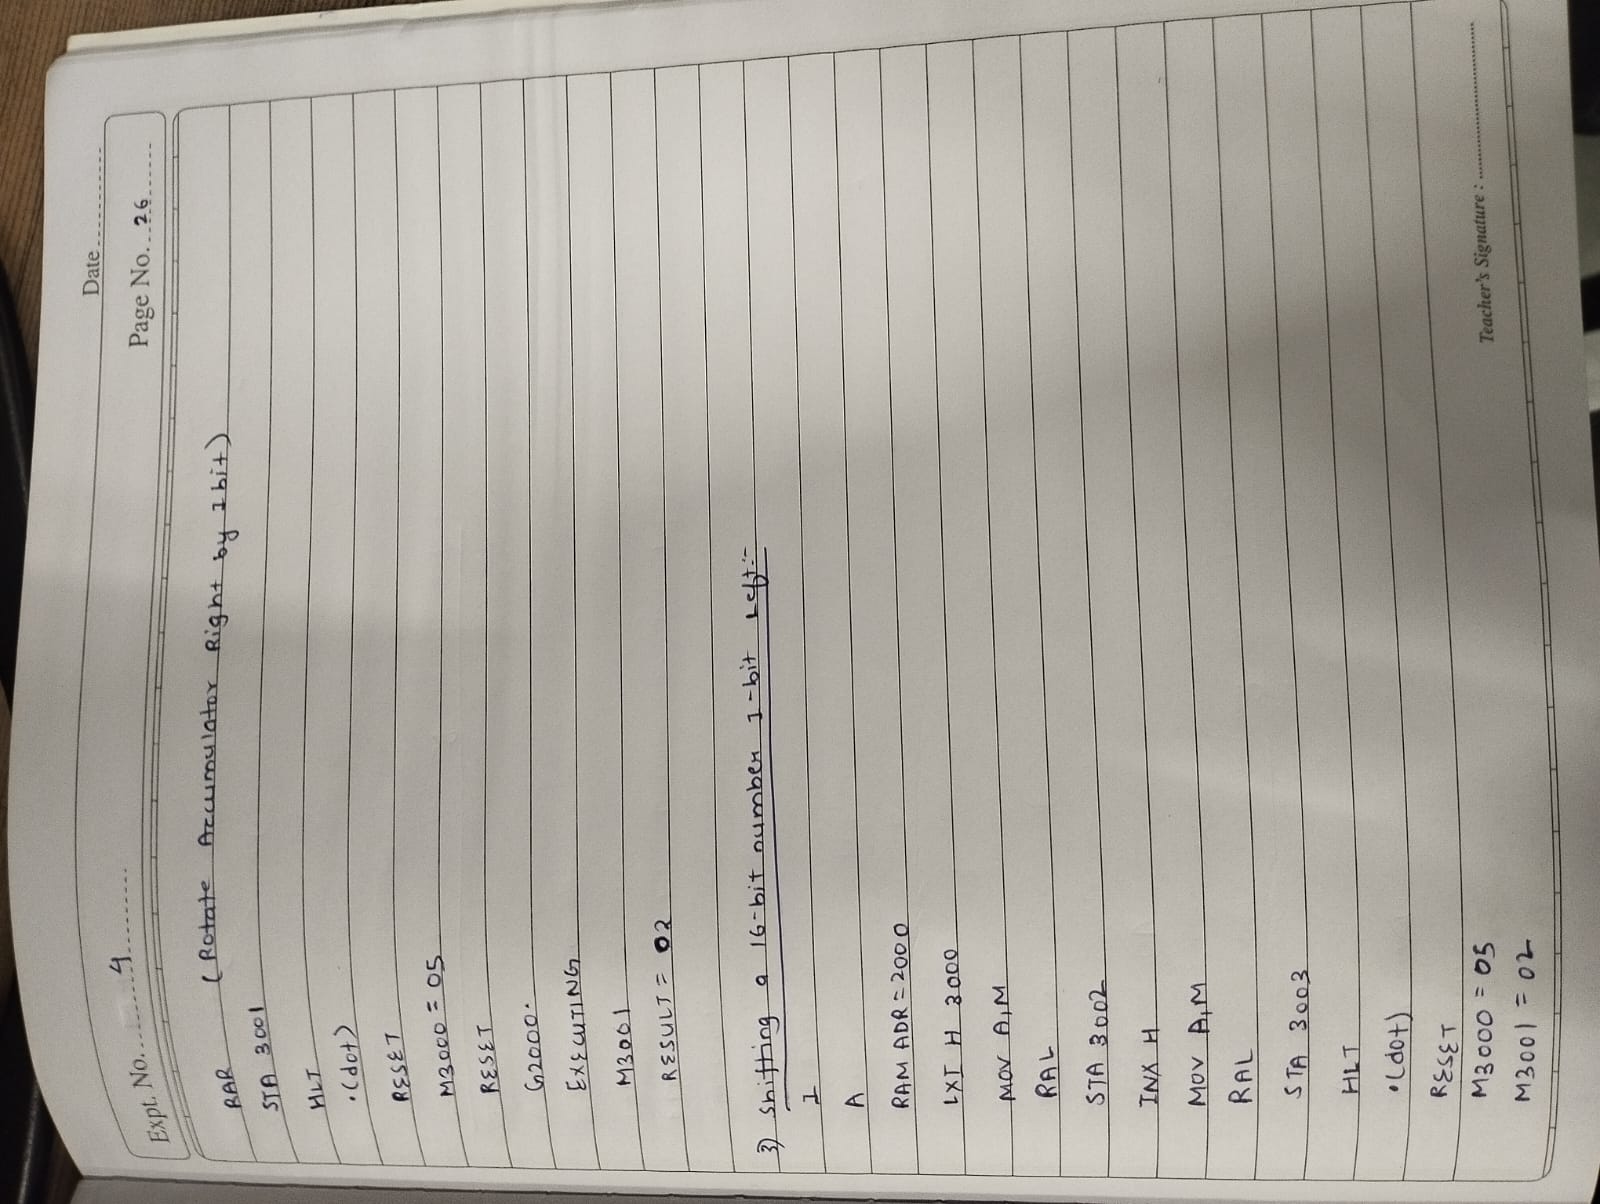 Date
Expt. No. 4
Page No. 26
RAR (Rotate Accumulator Right by 1 bit)
STA 3001
HLT
.(dot)
RESET
M3000 = 05
RESET
G2000.
EXECUTING
M3001
RESULT = 02
3) Shifting a 16-bit number 1-bit Left:-
I
A
RAM ADR = 2000
LXI H 3000
MOV A,M
RAL
STA 3002
INX H
MOV A,M
RAL
STA 3003
HLT
.(dot)
RESET
M3000 = 05
M3001 = 02
Teacher's Signature :